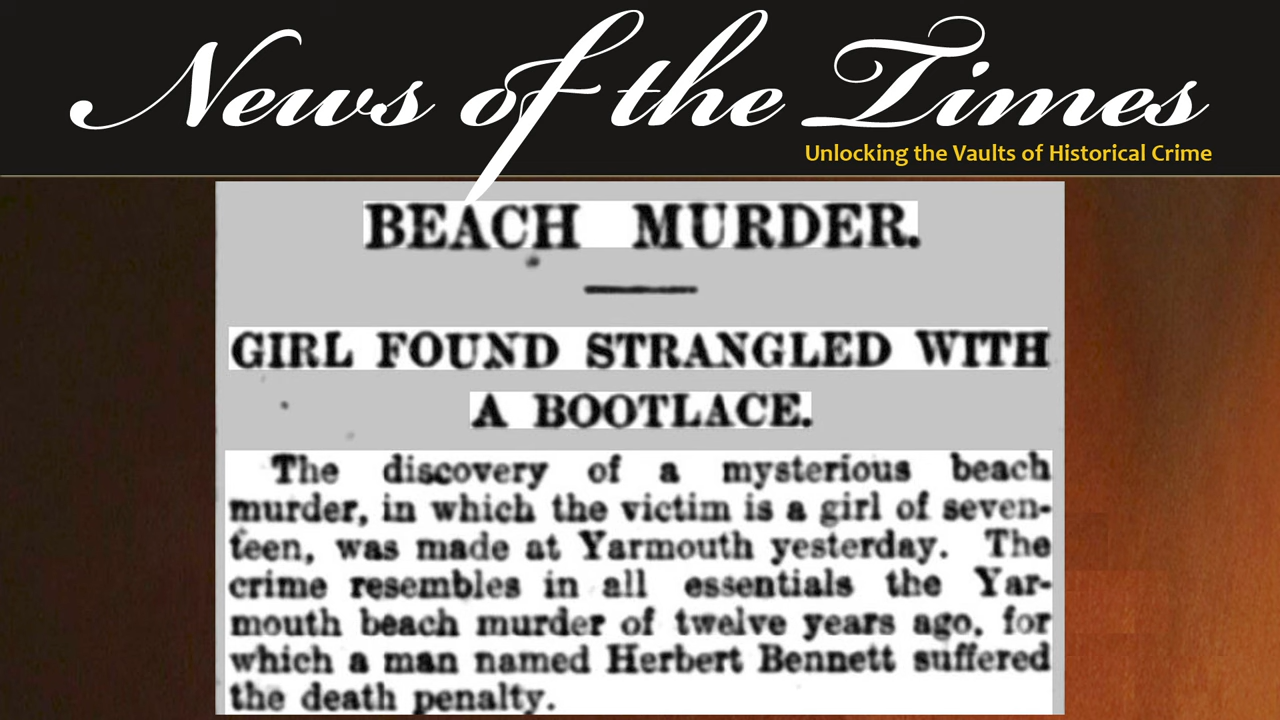 News of the Times
Unlocking the Vaults of Historical Crime
BEACH MURDER.
GIRL FOUND STRANGLED WITH
A BOOTLACE.
The discovery of a mysterious beach
murder, in which the victim is a girl of seven-
teen, was made at Yarmouth yesterday. The
crime resembles in all essentials the Yar-
mouth beach murder of twelve years ago, for
which a man named Herbert Bennett suffered
the death penalty.